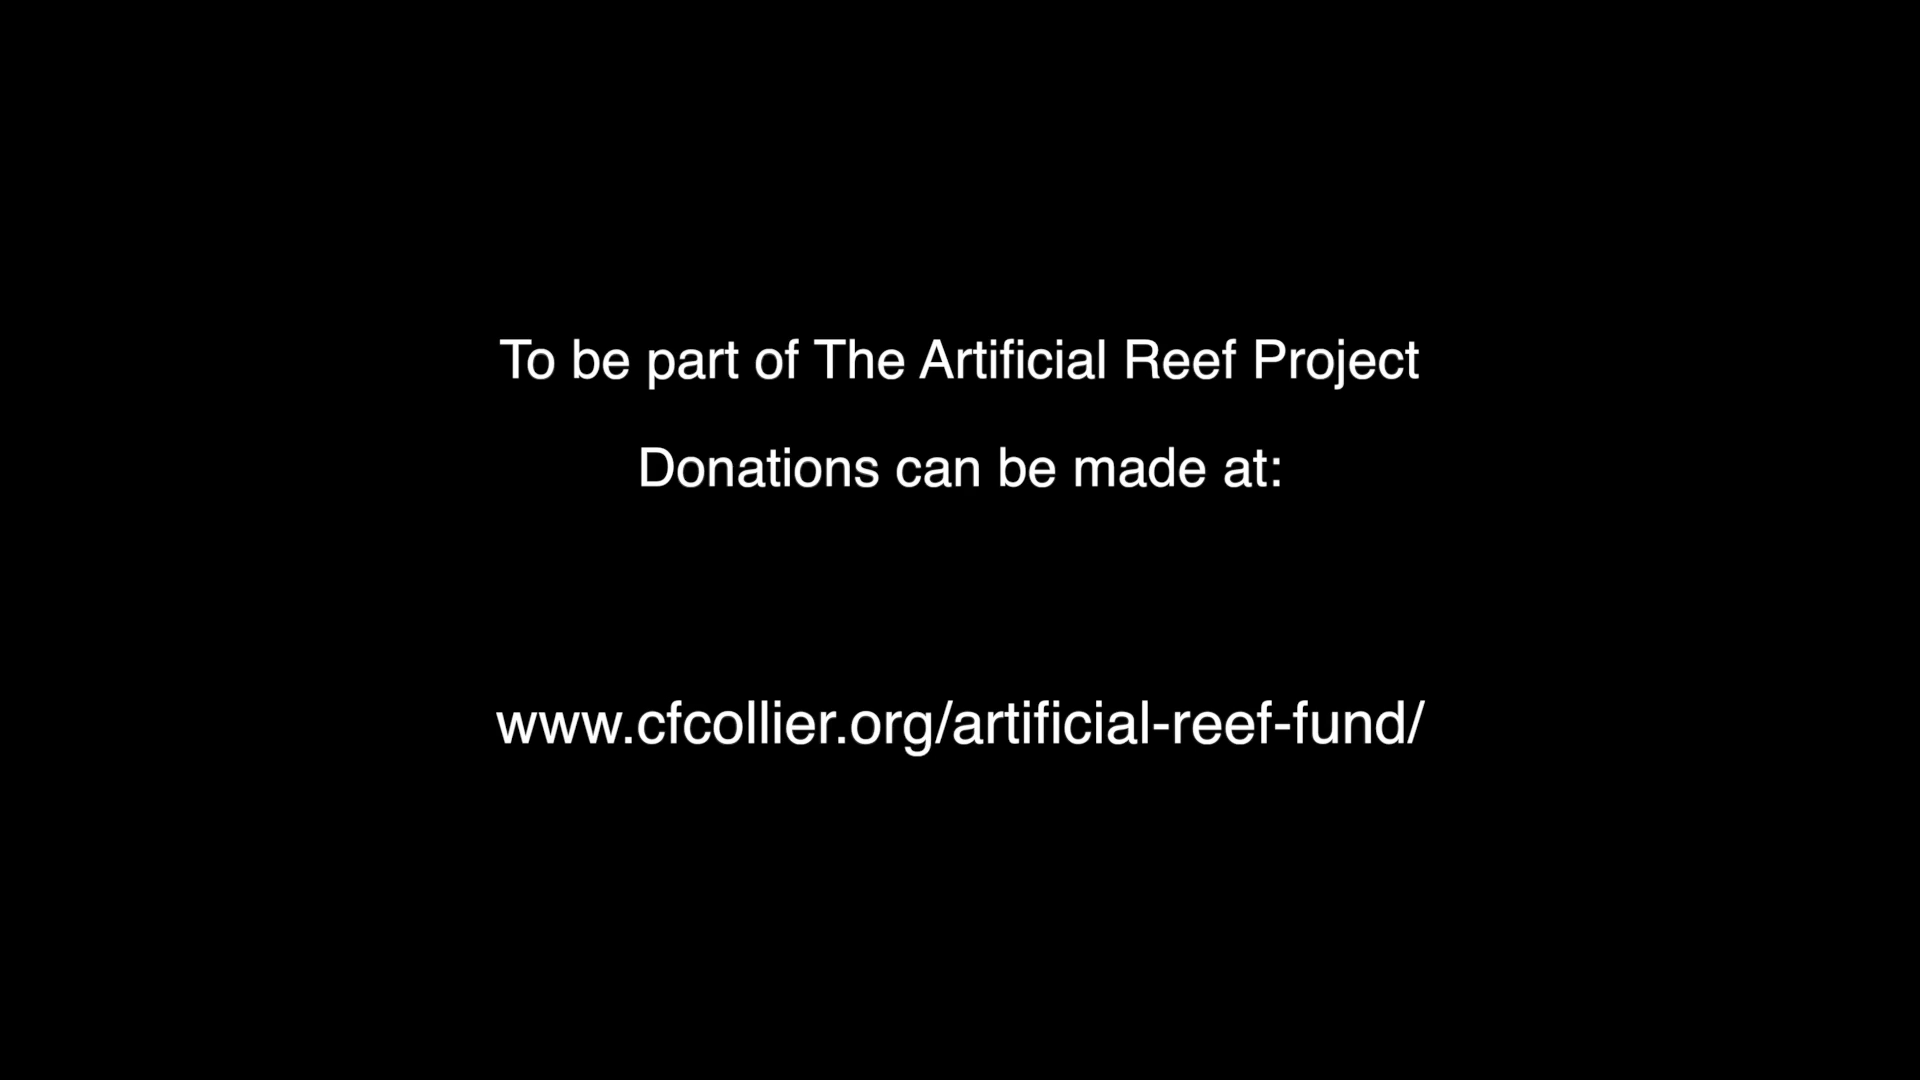 To be part of The Artificial Reef Project
Donations can be made at:
www.cfcollier.org/artificial-reef-fund/